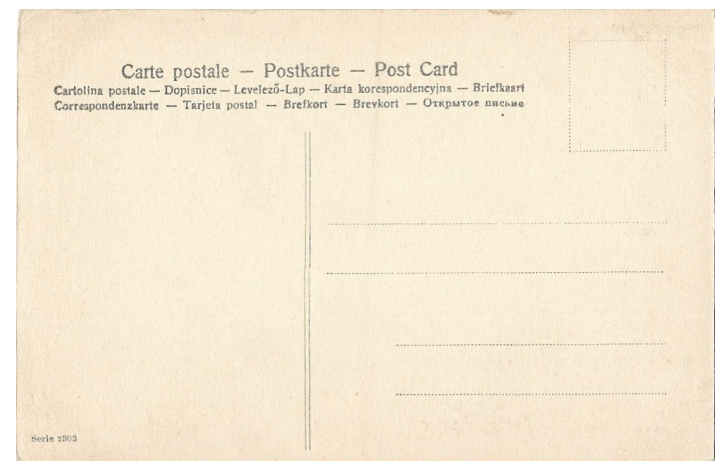 Carte postale — Postkarte — Post Card
Cartolina postale — Dopisnice — Levelező-Lap — Karta korespondencyjna — Briefkaart
Correspondenzkarte — Tarjeta postal — Brefkort — Brevkort — Открытое письмо
Serie 2303